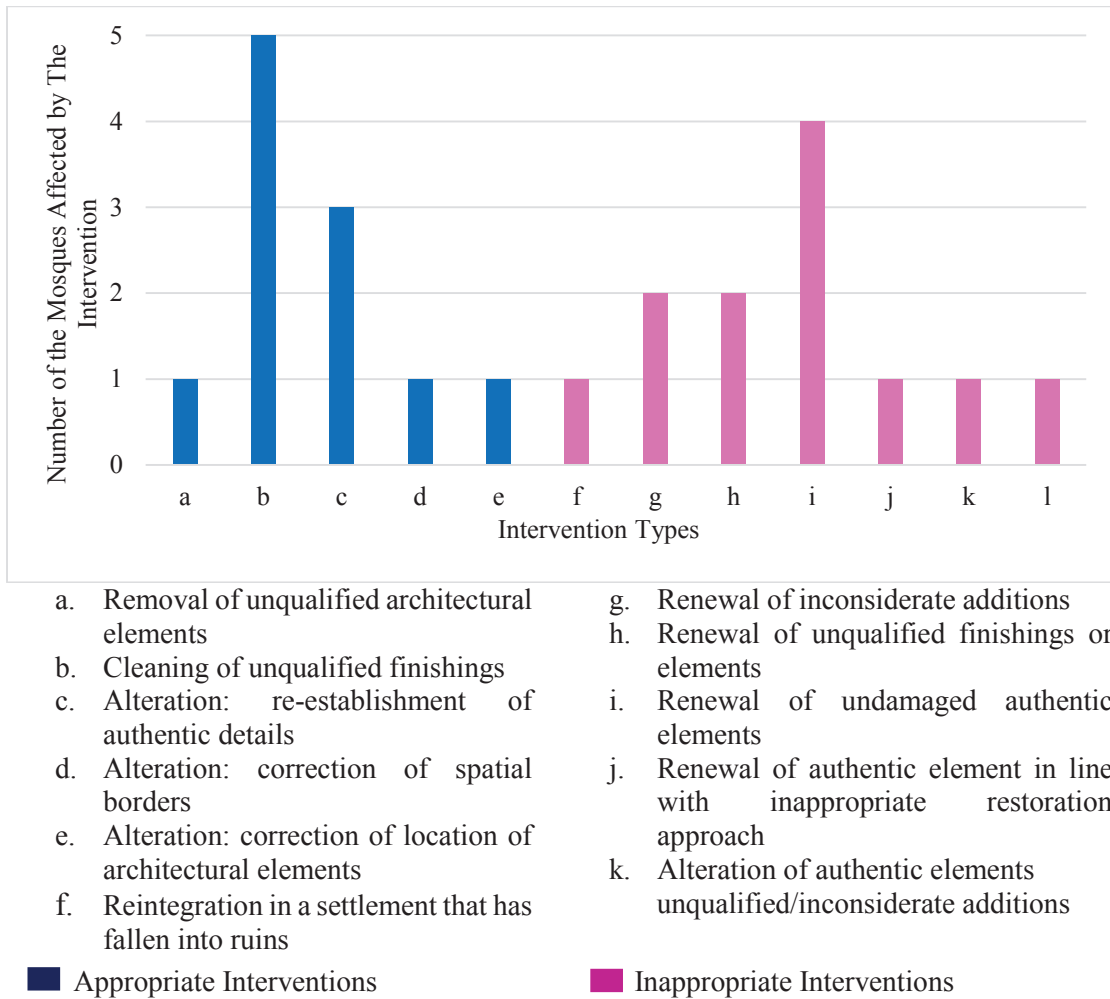 Number of the Mosques Affected by The
Intervention
5
4
3
2
1
0
a b c d e f g h i j k l
Intervention Types
a. Removal of unqualified architectural
elements
b. Cleaning of unqualified finishings
c. Alteration: re-establishment of
authentic details
d. Alteration: correction of spatial
borders
e. Alteration: correction of location of
architectural elements
f. Reintegration in a settlement that has
fallen into ruins
g. Renewal of inconsiderate additions
h. Renewal of unqualified finishings or
elements
i. Renewal of undamaged authentic
elements
j. Renewal of authentic element in line
with inappropriate restoration
approach
k. Alteration of authentic elements
unqualified/inconsiderate additions
Appropriate Interventions
Inappropriate Interventions